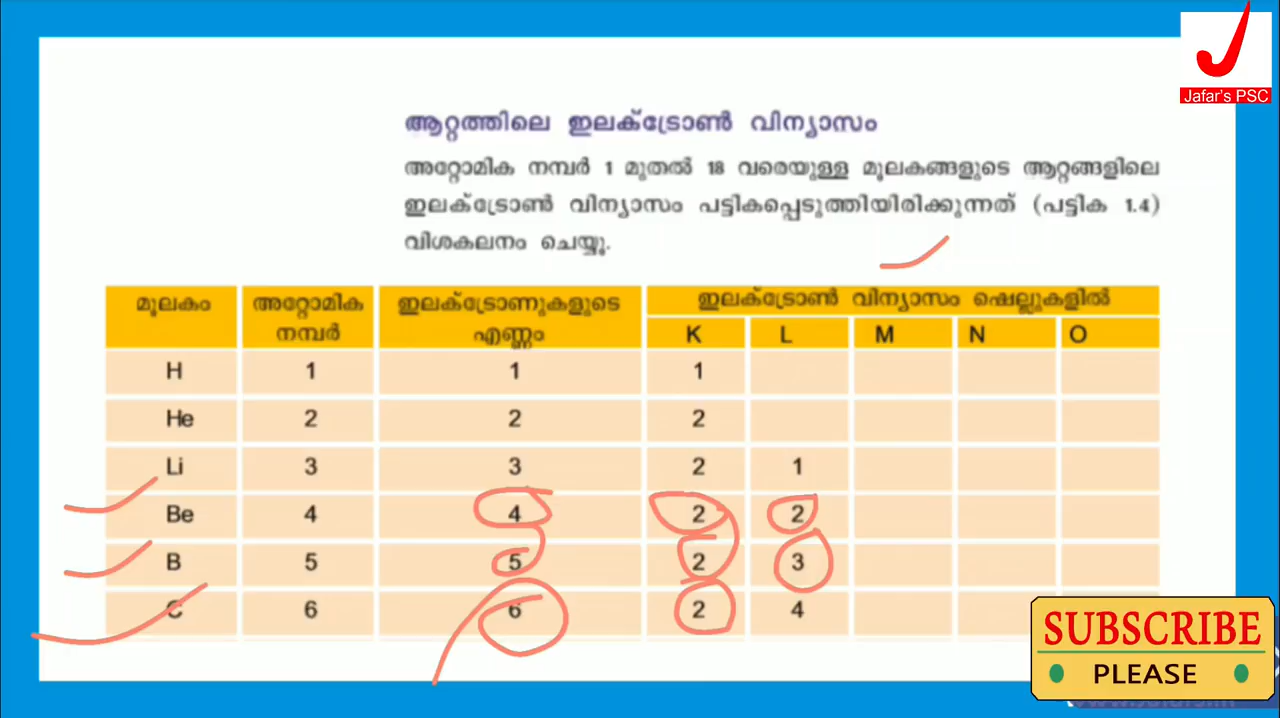 Jafar's PSC
ആറ്റത്തിലെ ഇലക്ട്രോൺ വിന്യാസം
അറ്റോമിക നമ്പർ 1 മുതൽ 18 വരെയുള്ള മൂലകങ്ങളുടെ ആറ്റങ്ങളിലെ
ഇലക്ട്രോൺ വിന്യാസം പട്ടികപ്പെടുത്തിയിരിക്കുന്നത് (പട്ടിക 1.4)
വിശകലനം ചെയ്യൂ.
മൂലകം അറ്റോമിക നമ്പർ ഇലക്ട്രോണുകളുടെ എണ്ണം ഇലക്ട്രോൺ വിന്യാസം ഷെല്ലുകളിൽ
K L M N O
H 1 1 1
He 2 2 2
Li 3 3 2 1
Be 4 4 2 2
B 5 5 2 3
C 6 6 2 4
SUBSCRIBE
PLEASE